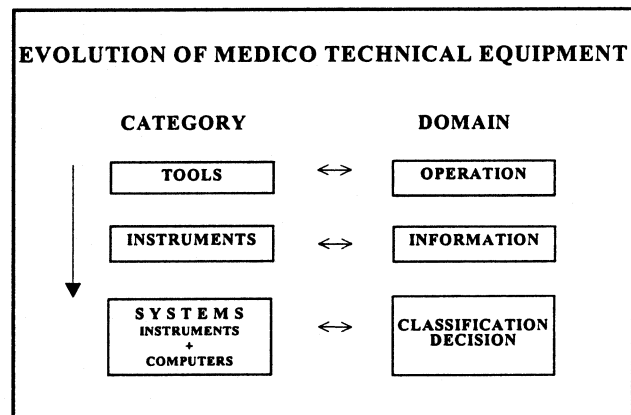 EVOLUTION OF MEDICO TECHNICAL EQUIPMENT
CATEGORY DOMAIN
TOOLS ↔ OPERATION
INSTRUMENTS ↔ INFORMATION
SYSTEMS
INSTRUMENTS
+
COMPUTERS
↔
CLASSIFICATION
DECISION